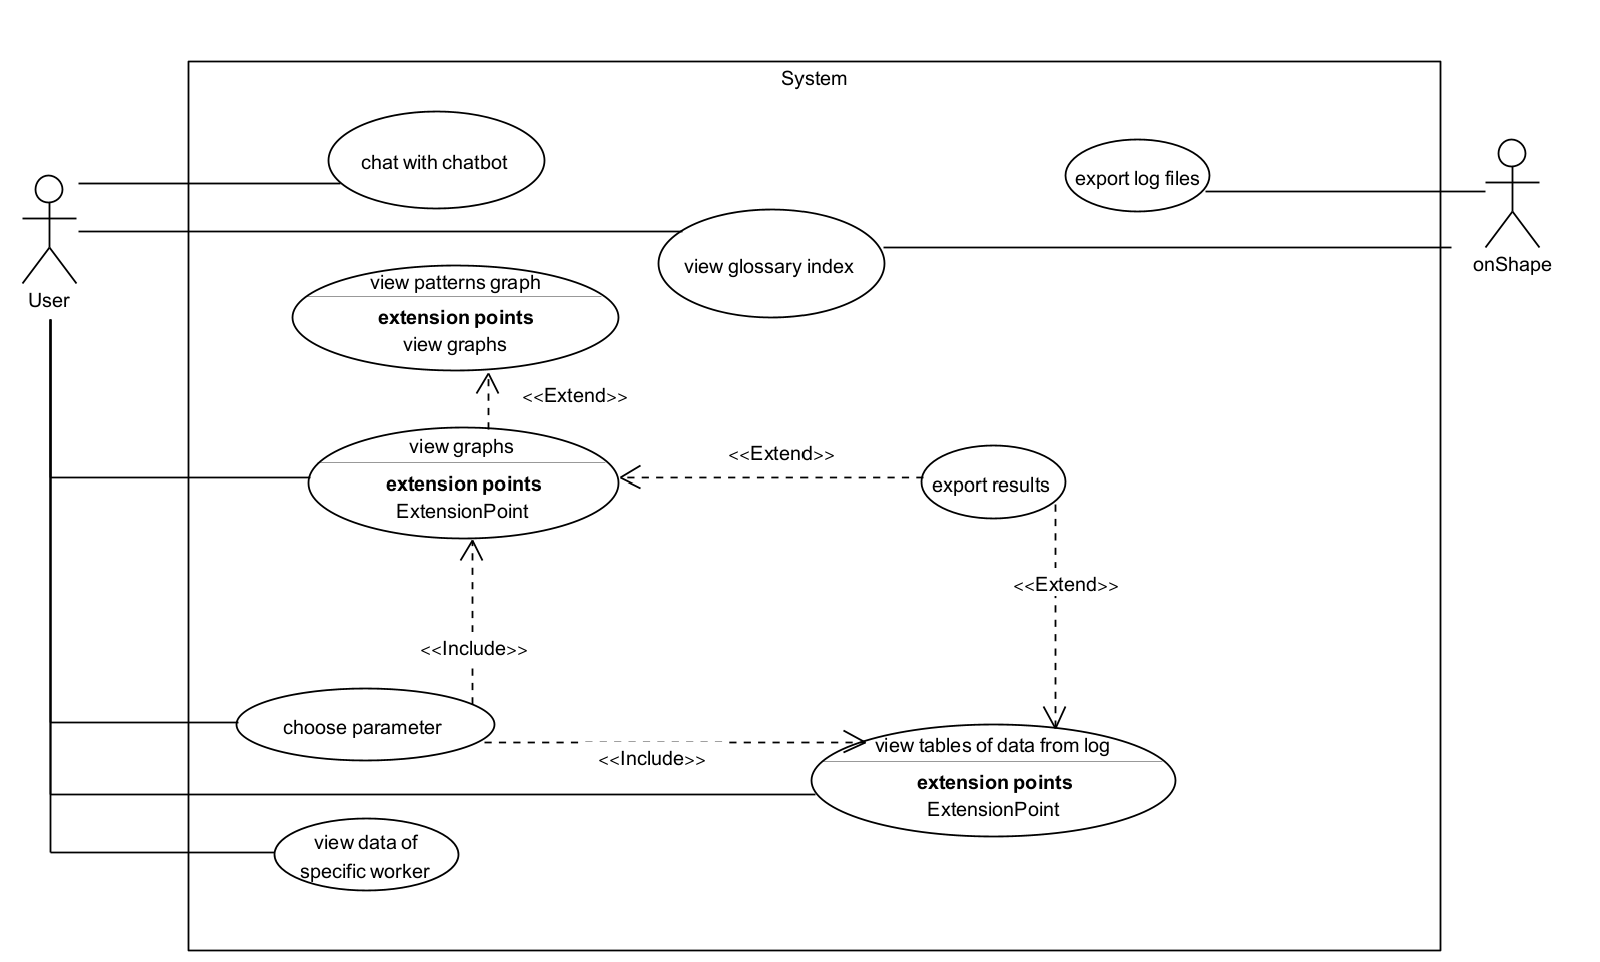 System
chat with chatbot
export log files
User
view glossary index
onShape
view patterns graph
extension points
view graphs
<<Extend>>
view graphs
extension points
ExtensionPoint
<<Extend>>
export results
<<Extend>>
<<Include>>
choose parameter
<<Include>>
view tables of data from log
extension points
ExtensionPoint
view data of
specific worker